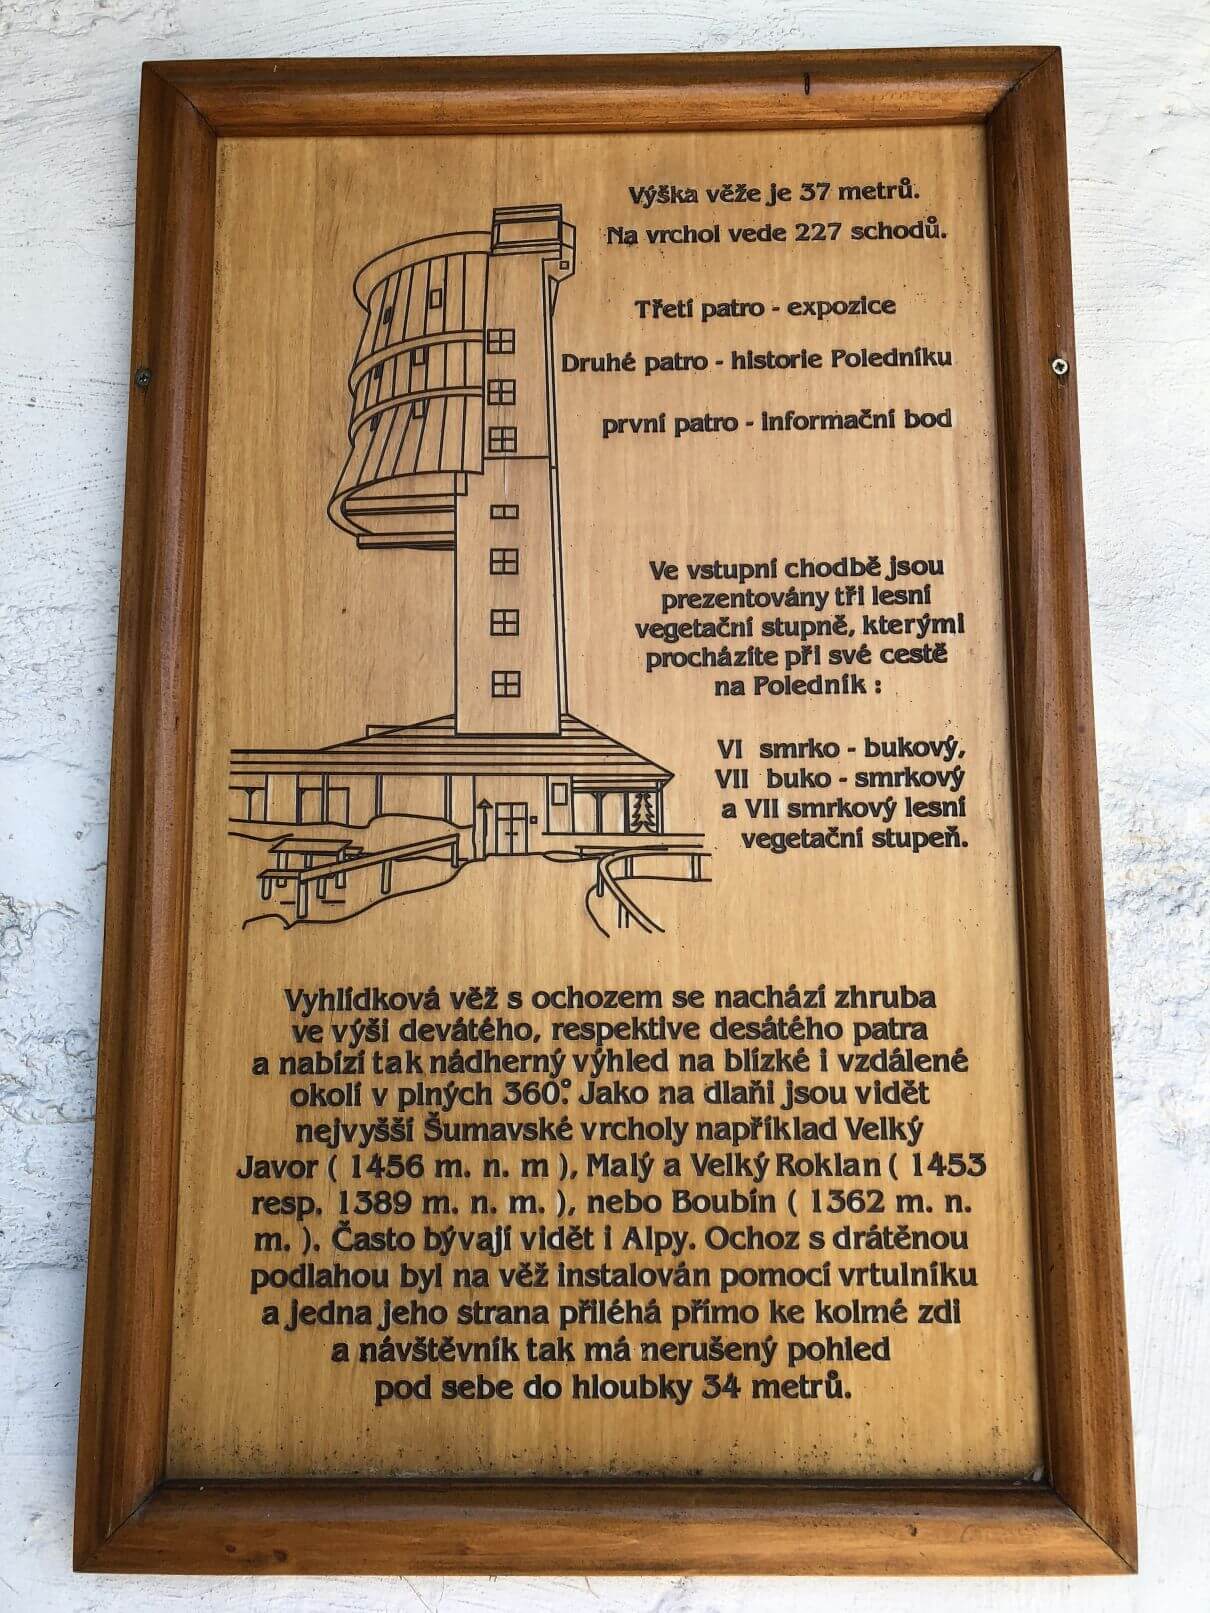 Výška věže je 37 metrů.
Na vrchol vede 227 schodů.
Třetí patro - expozice
Druhé patro - historie Poledníku
první patro - informační bod
Ve vstupní chodbě jsou
prezentovány tři lesní
vegetační stupně, kterými
procházíte při své cestě
na Poledník :
VI smrko - bukový,
VII buko - smrkový
a VII smrkový lesní
vegetační stupeň.
Vyhlídková věž s ochozem se nachází zhruba
ve výši devátého, respektive desátého patra
a nabízí tak nádherný výhled na blízké i vzdálené
okolí v plných 360°. Jako na dlaňi jsou vidět
nejvyšší Šumavské vrcholy například Velký
Javor ( 1456 m. n. m ), Malý a Velký Roklan ( 1453
resp. 1389 m. n. m. ), nebo Boubín ( 1362 m. n.
m. ). Často bývají vidět i Alpy. Ochoz s drátěnou
podlahou byl na věž instalován pomocí vrtulníku
a jedna jeho strana přiléhá přímo ke kolmé zdi
a návštěvník tak má nerušený pohled
pod sebe do hloubky 34 metrů.